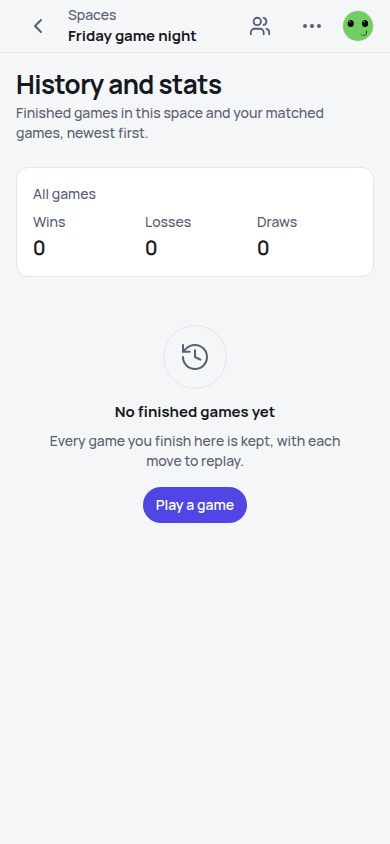 Spaces
Friday game night
History and stats
Finished games in this space and your matched
games, newest first.
All games
Wins Losses Draws
0 0 0
No finished games yet
Every game you finish here is kept, with each
move to replay.
Play a game